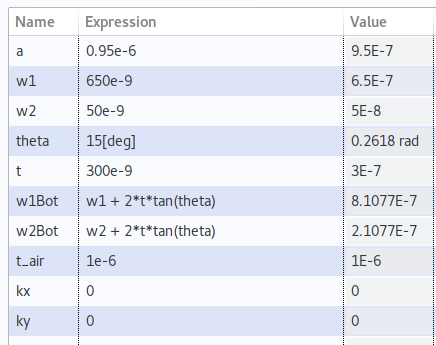 Name Expression Value
a 0.95e-6 9.5E-7
w1 650e-9 6.5E-7
w2 50e-9 5E-8
theta 15[deg] 0.2618 rad
t 300e-9 3E-7
w1Bot w1 + 2*t*tan(theta) 8.1077E-7
w2Bot w2 + 2*t*tan(theta) 2.1077E-7
t_air 1e-6 1E-6
kx 0 0
ky 0 0